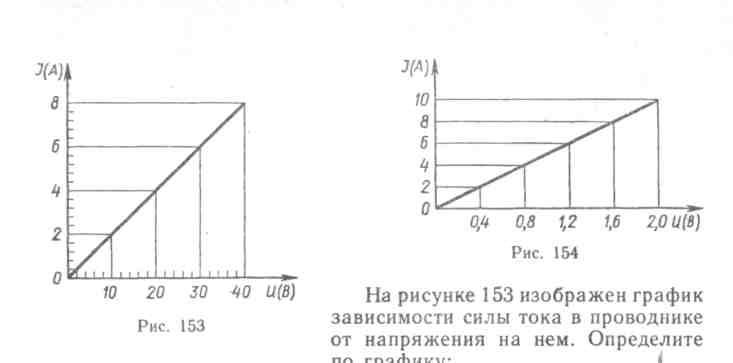 I(A)
8
6
4
2
0
10 20 30 40 U(B)
Рис. 153
I(A)
10
8
6
4
2
0
0,4 0,8 1,2 1,6 2,0 U(B)
Рис. 154
На рисунке 153 изображен график
зависимости силы тока в проводнике
от напряжения на нем. Определите
по графику: